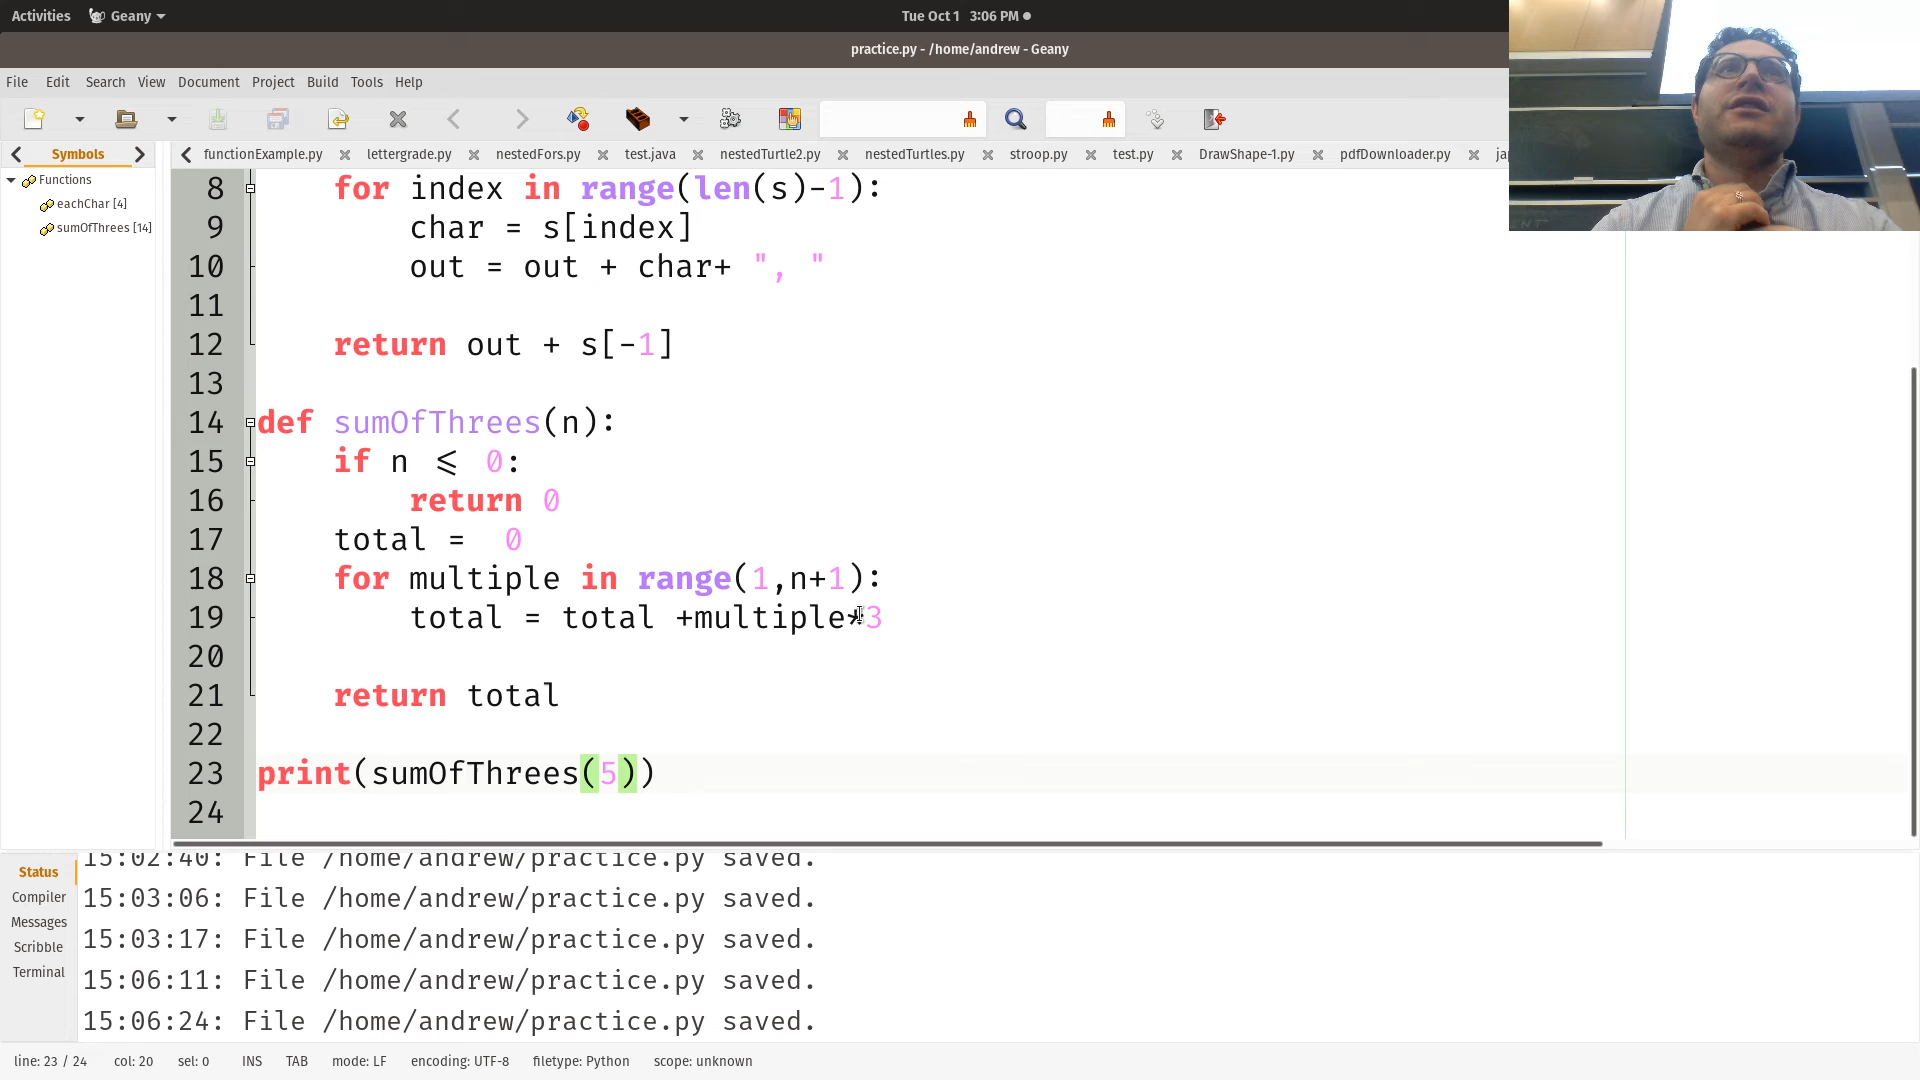 Activities Geany Tue Oct 1 3:06 PM
practice.py - /home/andrew - Geany
File Edit Search View Document Project Build Tools Help
Symbols functionExample.py lettergrade.py nestedFors.py test.java nestedTurtle2.py nestedTurtles.py stroop.py test.py DrawShape-1.py pdfDownloader.py
Functions
eachChar [4]
sumOfThrees [14]
8 for index in range(len(s)-1):
9 char = s[index]
10 out = out + char+ ", "
11
12 return out + s[-1]
13
14 def sumOfThrees(n):
15 if n <= 0:
16 return 0
17 total =  0
18 for multiple in range(1,n+1):
19 total = total +multiple*3
20
21 return total
22
23 print(sumOfThrees(5))
24
Status
Compiler
Messages
Scribble
Terminal
15:02:40: File /home/andrew/practice.py saved.
15:03:06: File /home/andrew/practice.py saved.
15:03:17: File /home/andrew/practice.py saved.
15:06:11: File /home/andrew/practice.py saved.
15:06:24: File /home/andrew/practice.py saved.
line: 23 / 24 col: 20 sel: 0 INS TAB mode: LF encoding: UTF-8 filetype: Python scope: unknown